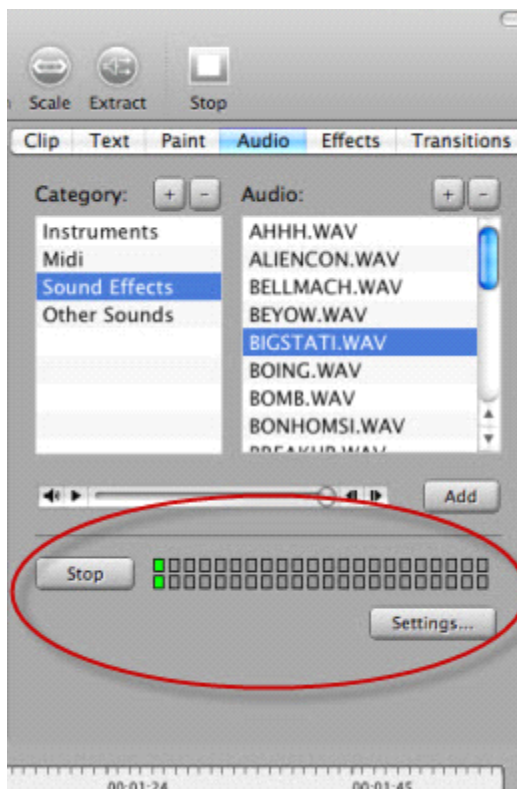 Scale Extract Stop
Clip Text Paint Audio Effects Transitions
Category: + - Audio: + -
Instruments
Midi
Sound Effects
Other Sounds
AHHH.WAV
ALIENCON.WAV
BELLMACH.WAV
BEYOW.WAV
BIGSTATI.WAV
BOING.WAV
BOMB.WAV
BONHOMSI.WAV
BREAKUP.WAV
Add
Stop
Settings...
00:01:24 00:01:45